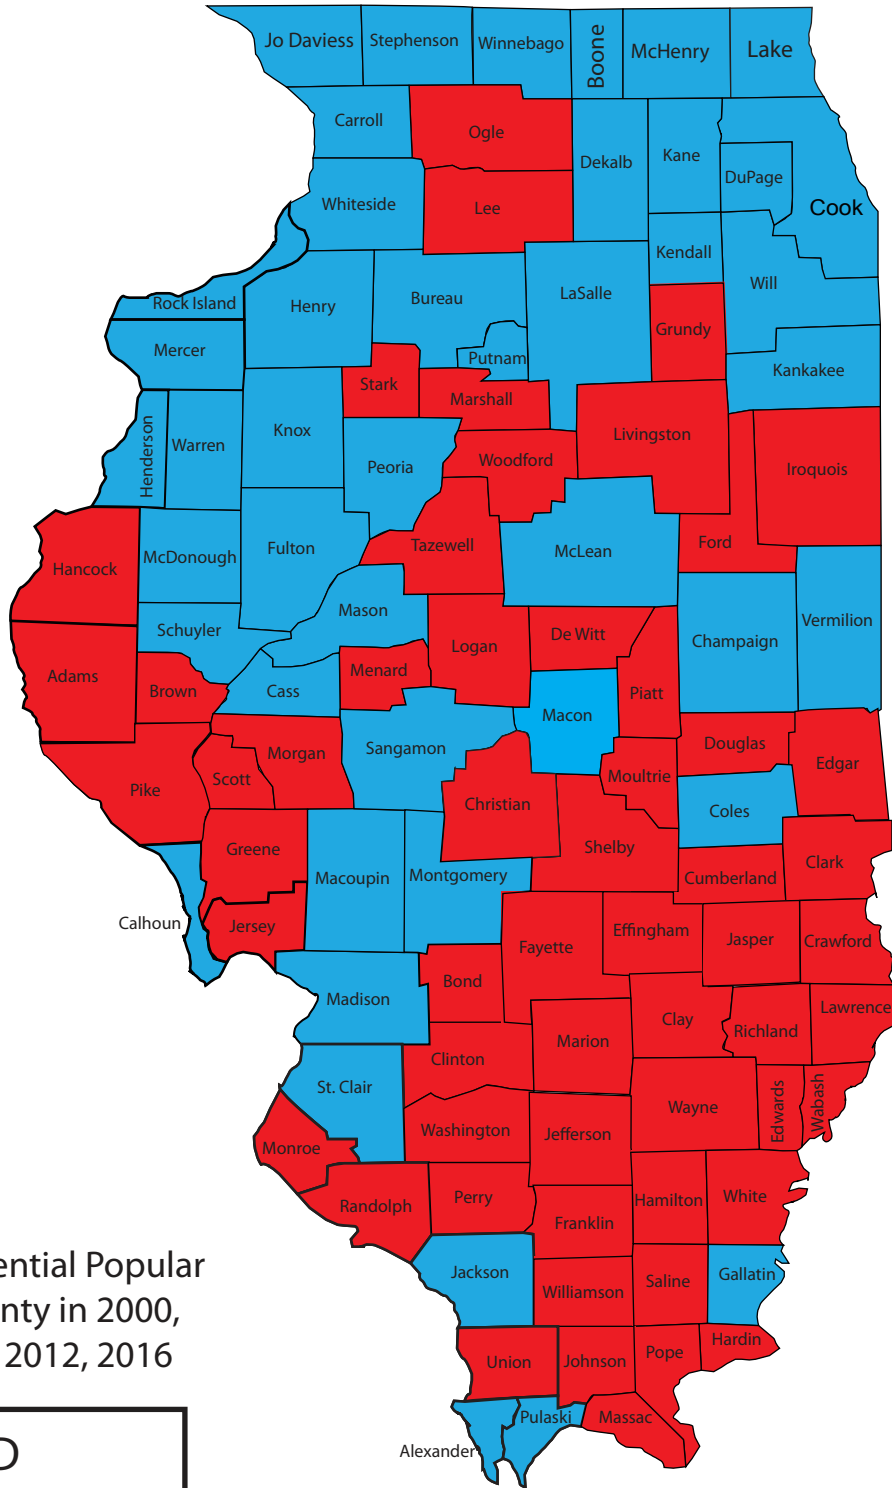 Jo Daviess
Stephenson
Winnebago
Boone
McHenry
Lake
Carroll
Ogle
Dekalb
Kane
DuPage
Cook
Whiteside
Lee
Kendall
Will
Rock Island
Henry
Bureau
LaSalle
Grundy
Mercer
Putnam
Kankakee
Stark
Marshall
Henderson
Warren
Knox
Peoria
Woodford
Livingston
Iroquois
Hancock
McDonough
Fulton
Tazewell
McLean
Ford
Mason
Schuyler
Logan
De Witt
Champaign
Vermilion
Adams
Brown
Cass
Menard
Piatt
Macon
Sangamon
Morgan
Scott
Pike
Christian
Moultrie
Douglas
Edgar
Coles
Greene
Macoupin
Montgomery
Shelby
Cumberland
Clark
Calhoun
Jersey
Fayette
Effingham
Jasper
Crawford
Bond
Madison
Clay
Richland
Lawrence
Marion
Clinton
St. Clair
Wayne
Edwards
Wabash
Monroe
Washington
Jefferson
Randolph
Perry
Franklin
Hamilton
White
Jackson
Williamson
Saline
Gallatin
Union
Johnson
Pope
Hardin
Alexander
Pulaski
Massac
ential Popular
nty in 2000,
2012, 2016
D